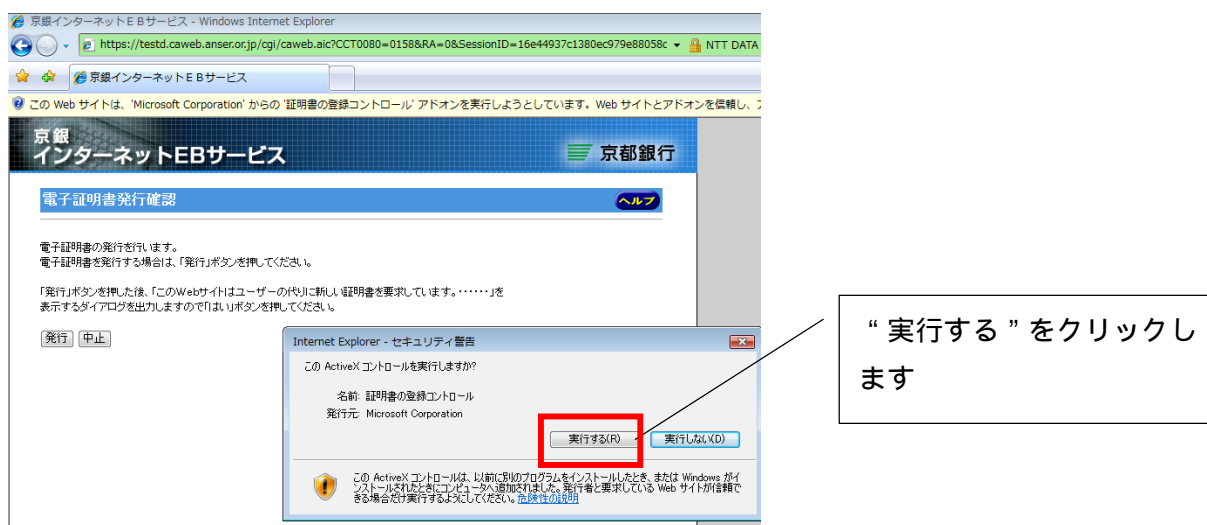 京銀インターネットＥＢサービス - Windows Internet Explorer
https://testd.caweb.anser.or.jp/cgi/caweb.aic?CCT0080=0158&RA=0&SessionID=16e44937c1380ec979e88058c NTT DATA
京銀インターネットＥＢサービス
この Web サイトは、'Microsoft Corporation' からの '証明書の登録コントロール' アドオンを実行しようとしています。Web サイトとアドオンを信頼し、
京銀
インターネットEBサービス
京都銀行
電子証明書発行確認
ヘルプ
電子証明書の発行を行います。
電子証明書を発行する場合は、「発行」ボタンを押してください。
「発行」ボタンを押した後、「このWebサイトはユーザーの代りに新しい証明書を要求しています。・・・・・・」を
表示するダイアログを出力しますので「はい」ボタンを押してください。
発行 中止
Internet Explorer - セキュリティ警告
この ActiveX コントロールを実行しますか?
名前: 証明書の登録コントロール
発行元: Microsoft Corporation
実行する(R) 実行しない(D)
この ActiveX コントロールは、以前に別のプログラムをインストールしたとき、または Windows がイ
ンストールされたときにコンピュータへ追加されました。発行者と要求している Web サイトが信頼で
きる場合だけ実行するようにしてください。危険性の説明
“実行する”をクリックし
ます